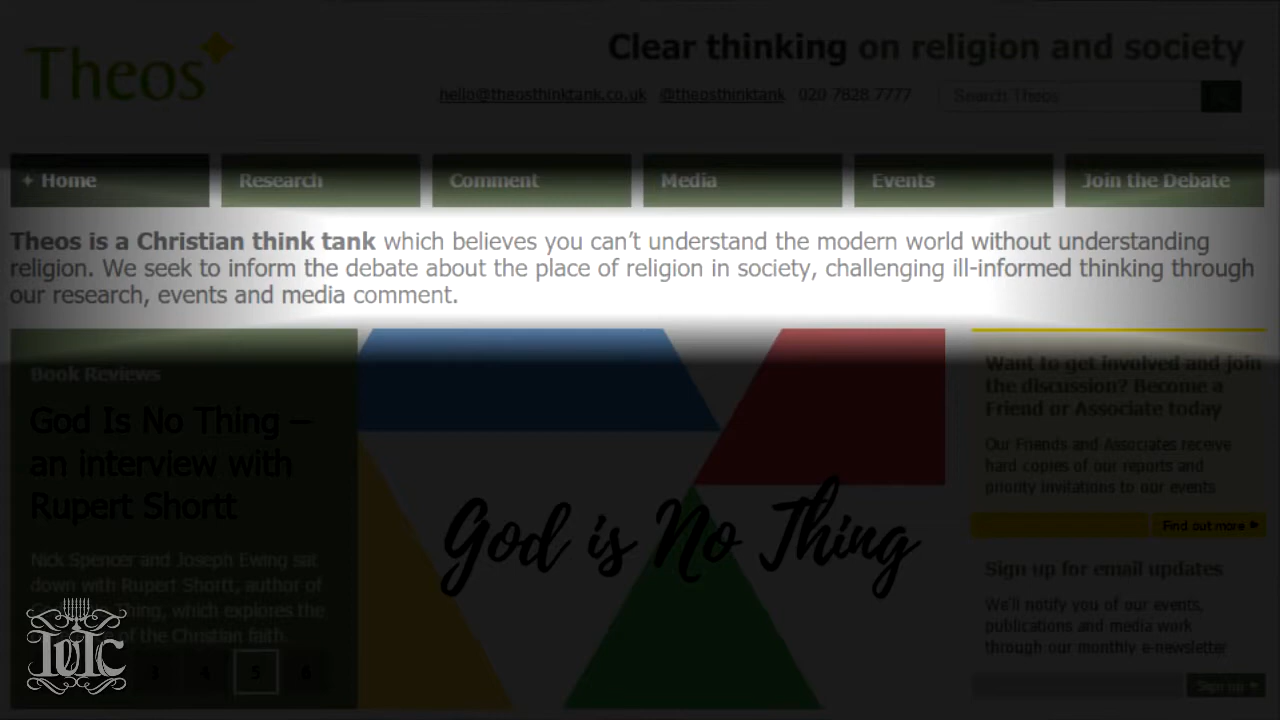 Theos
Clear thinking on religion and society
hello@theosthinktank.co.uk @theosthinktank 020 7828 7777
Search Theos
Home Research Comment Media Events Join the Debate
Theos is a Christian think tank which believes you can't understand the modern world without understanding
religion. We seek to inform the debate about the place of religion in society, challenging ill-informed thinking through
our research, events and media comment.
Book Reviews
God Is No Thing –
an interview with
Rupert Shortt
Nick Spencer and Joseph Ewing sat
down with Rupert Shortt, author of
Thing, which explores the
of the Christian faith.
3 4 5 6
God is No Thing
Want to get involved and join
the discussion? Become a
Friend or Associate today
Our Friends and Associates receive
hard copies of our reports and
priority invitations to our events
Find out more
Sign up for email updates
We'll notify you of our events,
publications and media work
through our monthly e-newsletter
Sign up
IUIC